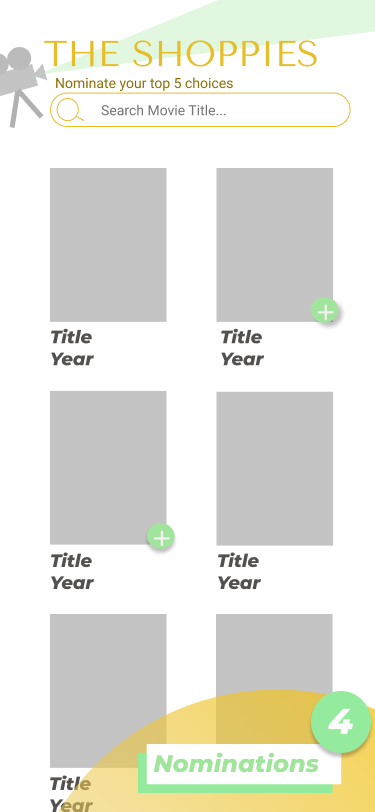 THE SHOPPIES
Nominate your top 5 choices
Search Movie Title...
Title
Year
Title
Year
Title
Year
Title
Year
4
Nominations
Title
Year